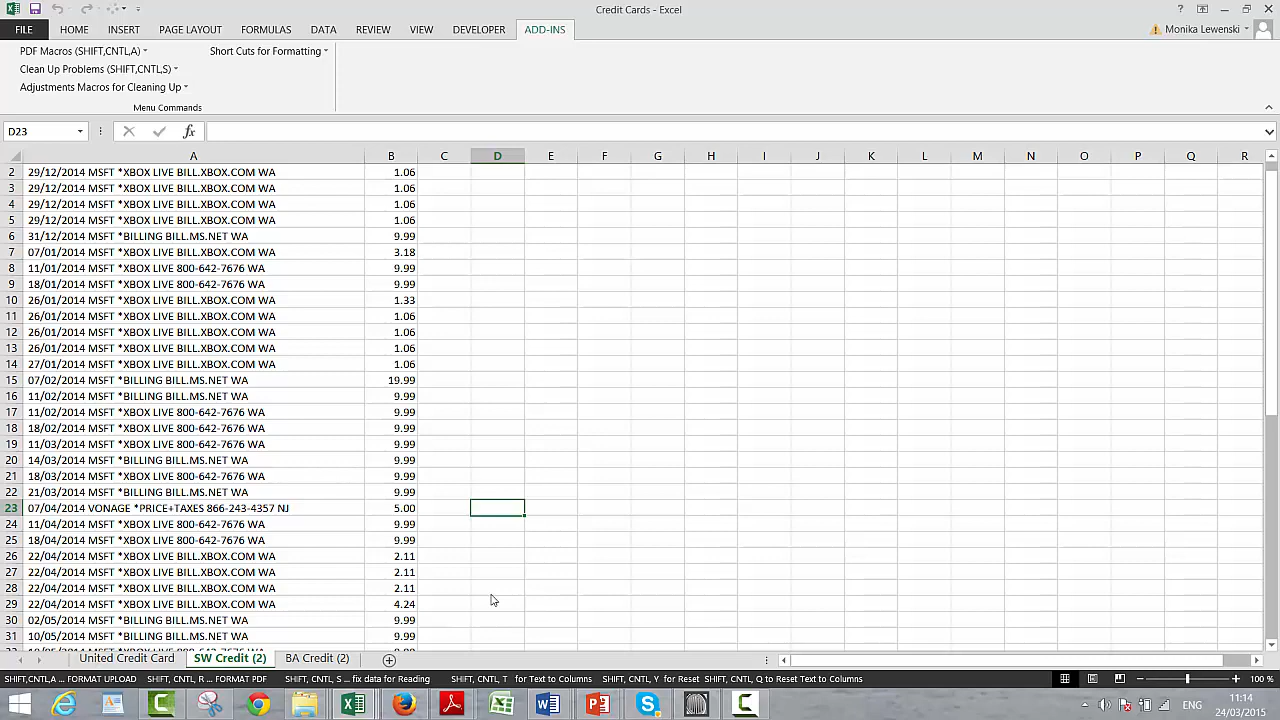 Credit Cards - Excel
FILE HOME INSERT PAGE LAYOUT FORMULAS DATA REVIEW VIEW DEVELOPER ADD-INS Monika Lewenski
PDF Macros (SHIFT,CNTL,A) Short Cuts for Formatting
Clean Up Problems (SHIFT,CNTL,S)
Adjustments Macros for Cleaning Up
Menu Commands
D23 fx
A B C D E F G H I J K L M N O P Q R
2 29/12/2014 MSFT *XBOX LIVE BILL.XBOX.COM WA 1.06
3 29/12/2014 MSFT *XBOX LIVE BILL.XBOX.COM WA 1.06
4 29/12/2014 MSFT *XBOX LIVE BILL.XBOX.COM WA 1.06
5 29/12/2014 MSFT *XBOX LIVE BILL.XBOX.COM WA 1.06
6 31/12/2014 MSFT *BILLING BILL.MS.NET WA 9.99
7 07/01/2014 MSFT *XBOX LIVE BILL.XBOX.COM WA 3.18
8 11/01/2014 MSFT *XBOX LIVE 800-642-7676 WA 9.99
9 18/01/2014 MSFT *XBOX LIVE 800-642-7676 WA 9.99
10 26/01/2014 MSFT *XBOX LIVE BILL.XBOX.COM WA 1.33
11 26/01/2014 MSFT *XBOX LIVE BILL.XBOX.COM WA 1.06
12 26/01/2014 MSFT *XBOX LIVE BILL.XBOX.COM WA 1.06
13 26/01/2014 MSFT *XBOX LIVE BILL.XBOX.COM WA 1.06
14 27/01/2014 MSFT *XBOX LIVE BILL.XBOX.COM WA 1.06
15 07/02/2014 MSFT *BILLING BILL.MS.NET WA 19.99
16 11/02/2014 MSFT *BILLING BILL.MS.NET WA 9.99
17 11/02/2014 MSFT *XBOX LIVE 800-642-7676 WA 9.99
18 18/02/2014 MSFT *XBOX LIVE 800-642-7676 WA 9.99
19 11/03/2014 MSFT *XBOX LIVE 800-642-7676 WA 9.99
20 14/03/2014 MSFT *BILLING BILL.MS.NET WA 9.99
21 18/03/2014 MSFT *XBOX LIVE 800-642-7676 WA 9.99
22 21/03/2014 MSFT *BILLING BILL.MS.NET WA 9.99
23 07/04/2014 VONAGE *PRICE+TAXES 866-243-4357 NJ 5.00
24 11/04/2014 MSFT *XBOX LIVE 800-642-7676 WA 9.99
25 18/04/2014 MSFT *XBOX LIVE 800-642-7676 WA 9.99
26 22/04/2014 MSFT *XBOX LIVE BILL.XBOX.COM WA 2.11
27 22/04/2014 MSFT *XBOX LIVE BILL.XBOX.COM WA 2.11
28 22/04/2014 MSFT *XBOX LIVE BILL.XBOX.COM WA 2.11
29 22/04/2014 MSFT *XBOX LIVE BILL.XBOX.COM WA 4.24
30 02/05/2014 MSFT *BILLING BILL.MS.NET WA 9.99
31 10/05/2014 MSFT *BILLING BILL.MS.NET WA 9.99
United Credit Card SW Credit (2) BA Credit (2)
SHIFT,CNTL,A ... FORMAT UPLOAD SHIFT, CNTL, R ... FORMAT PDF SHIFT, CNTL, S ... fix data for Reading SHIFT, CNTL, T for Text to Columns SHIFT, CNTL, Y for Reset SHIFT, CNTL, Q to Reset Text to Columns 100 %
ENG 11:14
24/03/2015